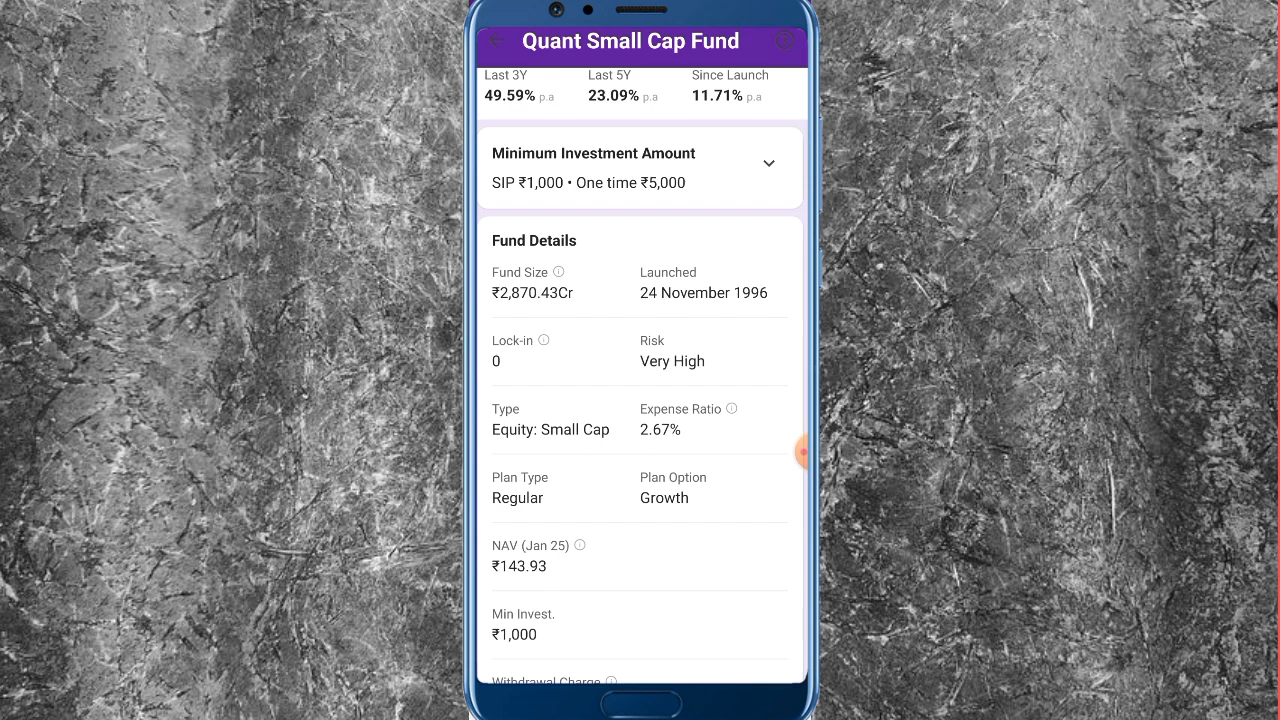 Quant Small Cap Fund
Last 3Y Last 5Y Since Launch
49.59% p.a 23.09% p.a 11.71% p.a
Minimum Investment Amount
SIP ₹1,000 • One time ₹5,000
Fund Details
Fund Size Launched
₹2,870.43Cr 24 November 1996
Lock-in Risk
0 Very High
Type Expense Ratio
Equity: Small Cap 2.67%
Plan Type Plan Option
Regular Growth
NAV (Jan 25)
₹143.93
Min Invest.
₹1,000
Withdrawal Charge